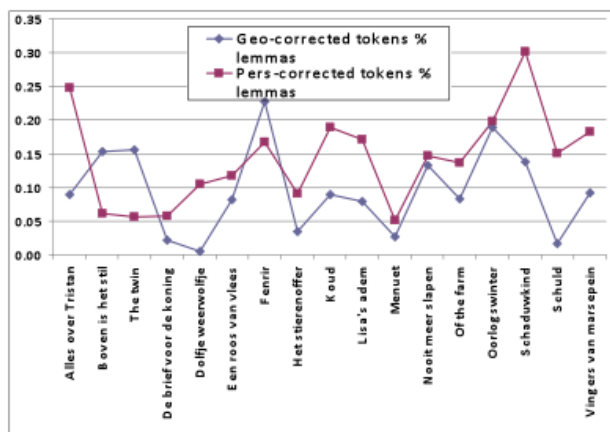 0.35
0.30
0.25
0.20
0.15
0.10
0.05
0.00
Geo-corrected tokens %
lemmas
Pers-corrected tokens %
lemmas
Alles over Tristan
Boven is het stil
The twin
De brief voor de koning
Dolfje weerwolfje
Een roos van vlees
Fenrir
Het stierenoffer
Koud
Lisa's adem
Menuet
Nooit meer slapen
Of the farm
Oorlogswinter
Schaduwkind
Schuld
Vingers van marsepein